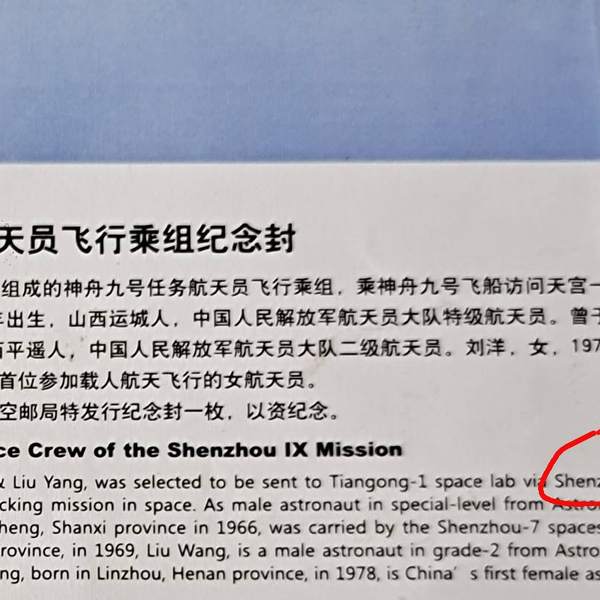 天员飞行乘组纪念封
组成的神舟九号任务航天员飞行乘组，乘神舟九号飞船访问天宫一
年出生，山西运城人，中国人民解放军航天员大队特级航天员。曾于
西平遥人，中国人民解放军航天员大队二级航天员。刘洋，女，197
首位参加载人航天飞行的女航天员。
空邮局特发行纪念封一枚，以资纪念。
ce Crew of the Shenzhou IX Mission
& Liu Yang, was selected to be sent to Tiangong-1 space lab via Shenz
cking mission in space. As male astronaut in special-level from Astron
cheng, Shanxi province in 1966, was carried by the Shenzhou-7 spaces
province, in 1969, Liu Wang, is a male astronaut in grade-2 from Astro
ng, born in Linzhou, Henan province, in 1978, is China's first female as